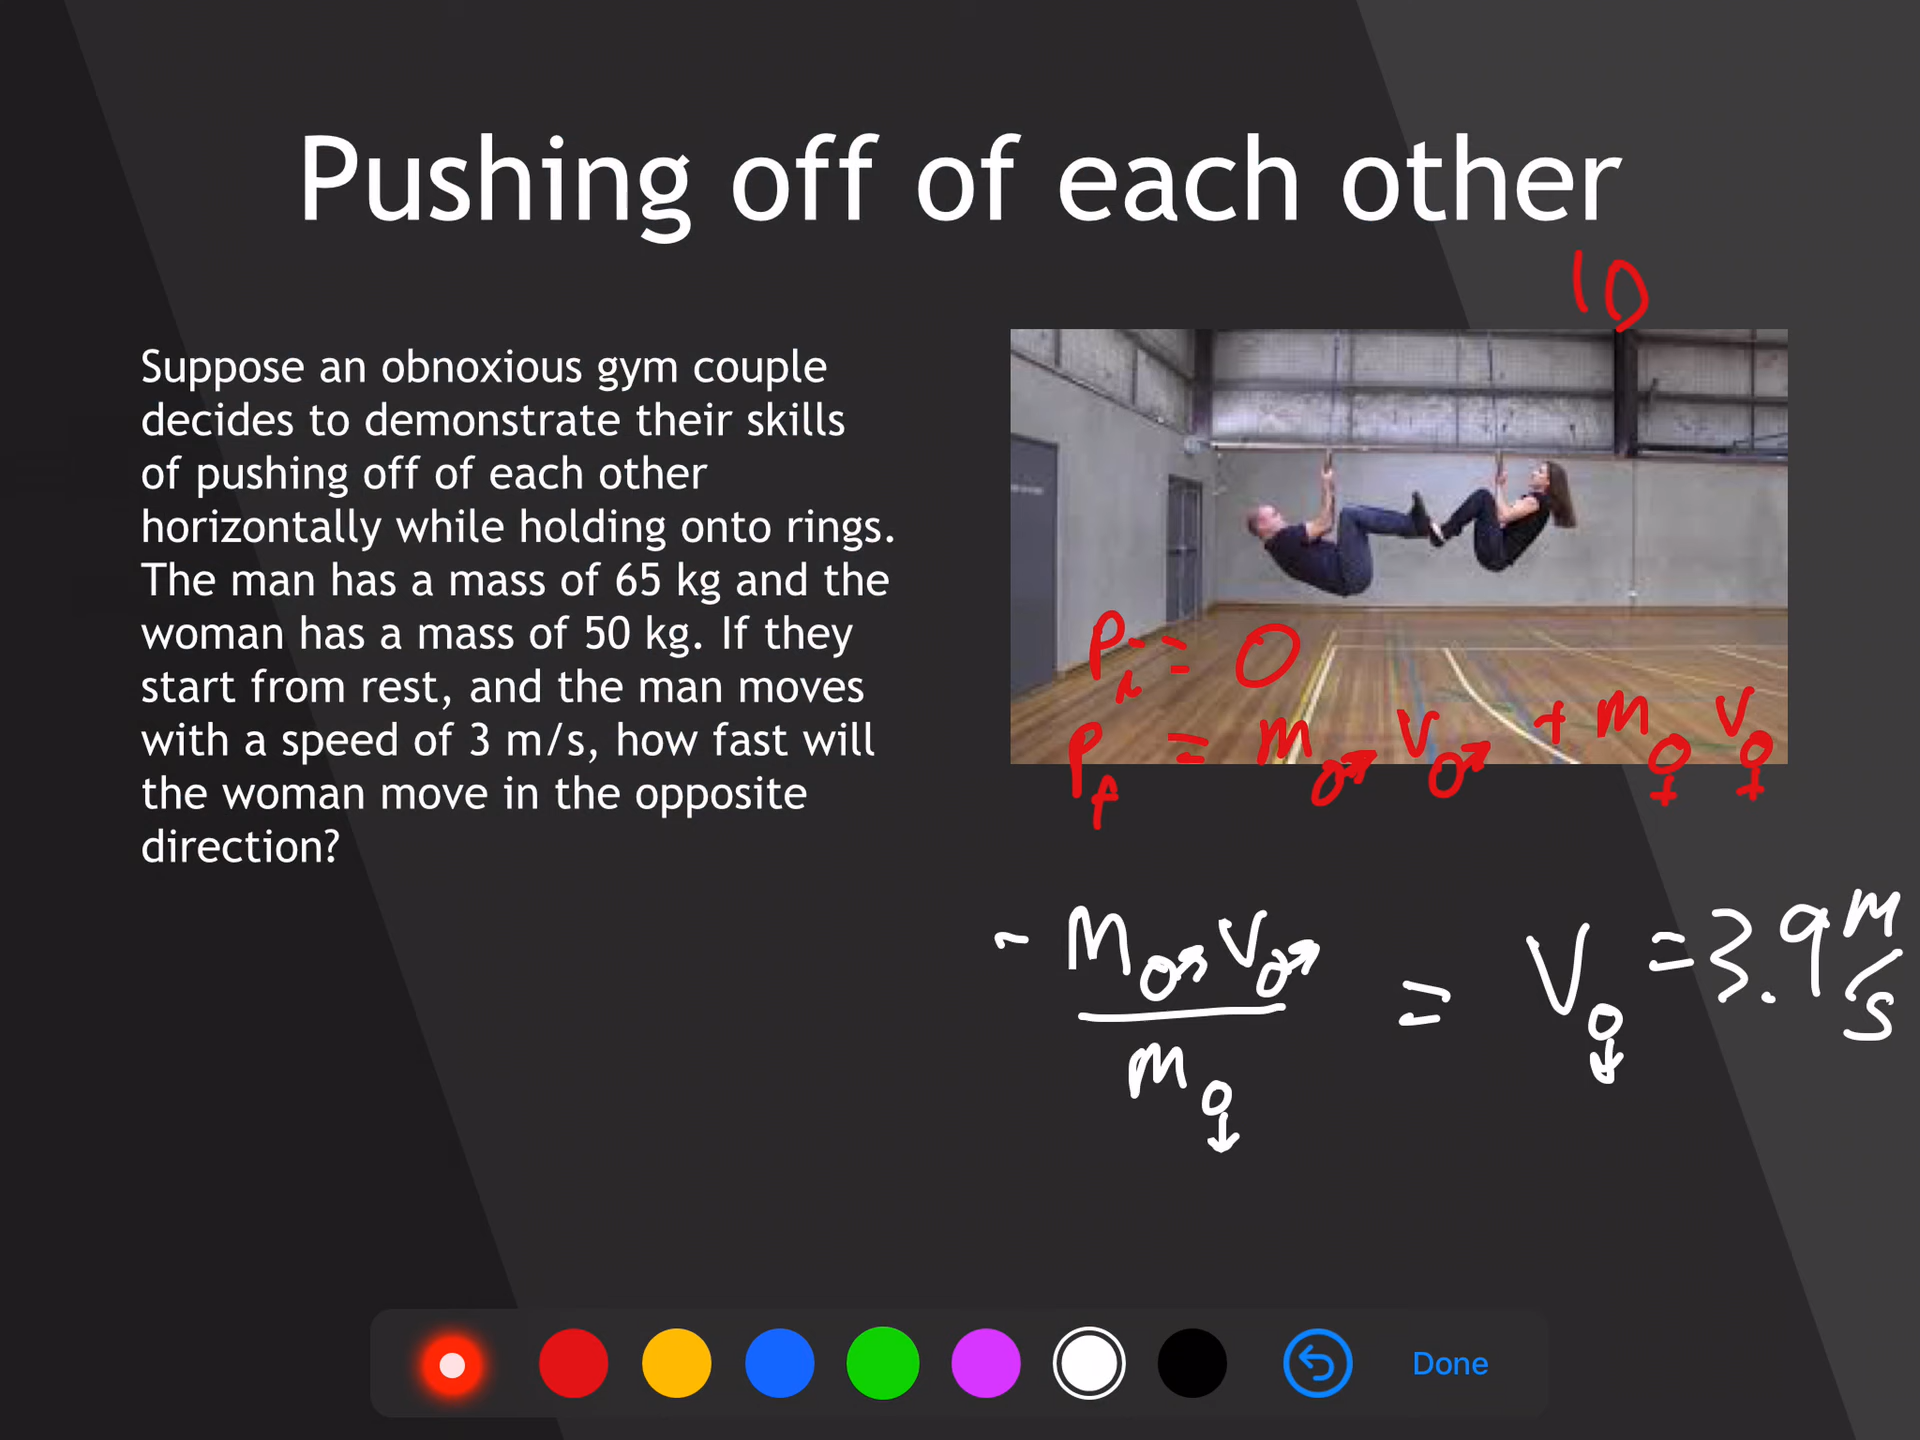 Pushing off of each other
1D
Suppose an obnoxious gym couple
decides to demonstrate their skills
of pushing off of each other
horizontally while holding onto rings.
The man has a mass of 65 kg and the
woman has a mass of 50 kg. If they
start from rest, and the man moves
with a speed of 3 m/s, how fast will
the woman move in the opposite
direction?
Pi = 0
Pf = m♂ v♂ + m♀ v♀
- m♂ v♂ / m♀ = v♀ = 3.9 m/s
Done